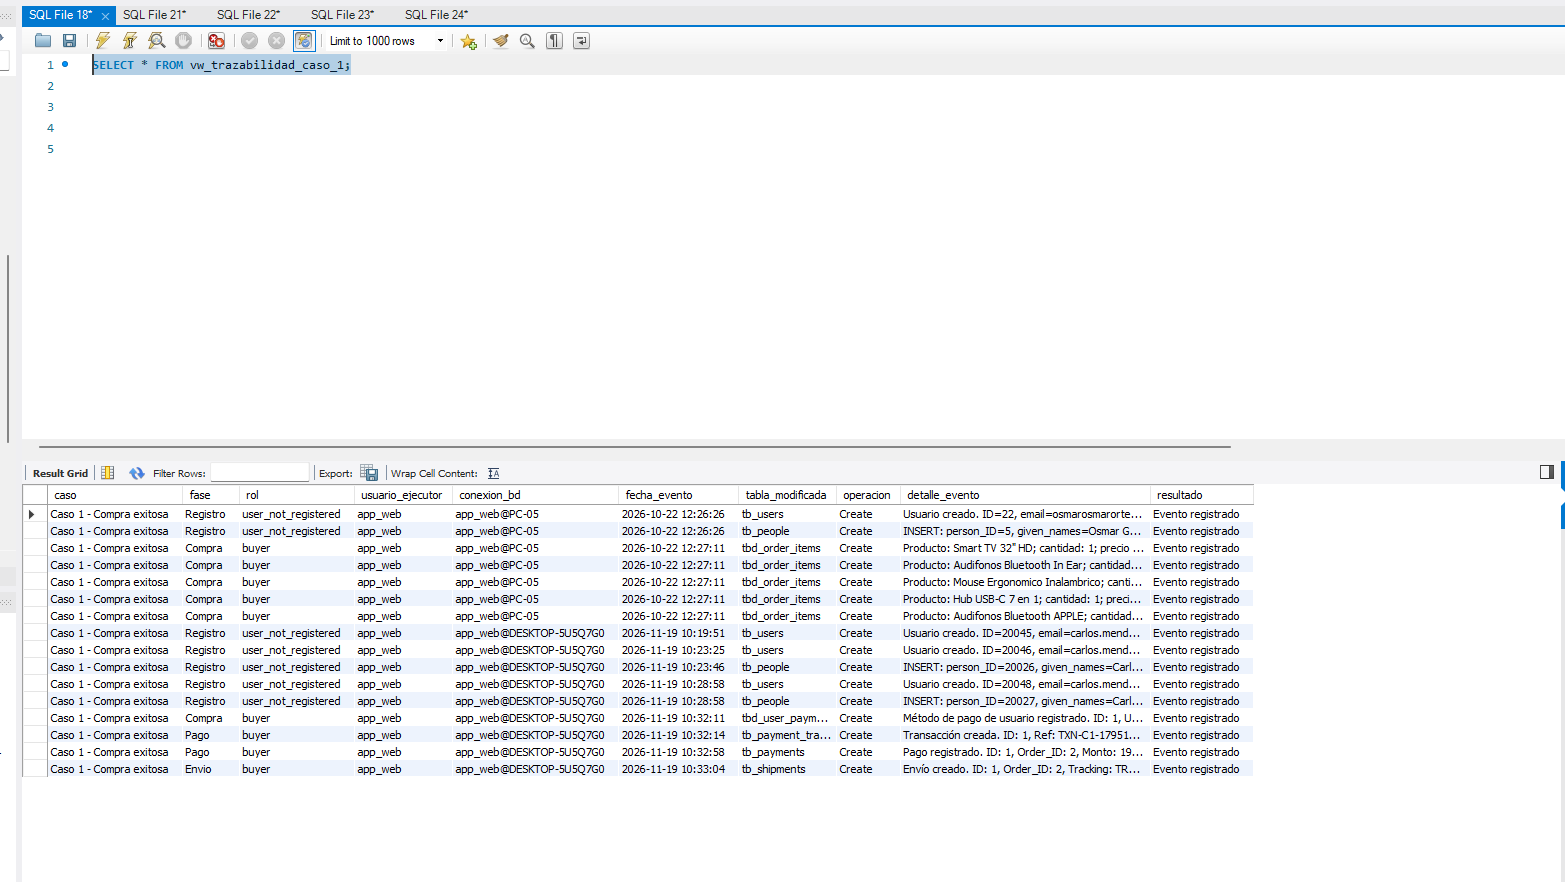 SQL File 18* SQL File 21* SQL File 22* SQL File 23* SQL File 24*
Limit to 1000 rows
1 SELECT * FROM vw_trazabilidad_caso_1;
2
3
4
5
Result Grid Filter Rows: Export: Wrap Cell Content:
caso fase rol usuario_ejecutor conexion_bd fecha_evento tabla_modificada operacion detalle_evento resultado
Caso 1 - Compra exitosa Registro user_not_registered app_web app_web@PC-05 2026-10-22 12:26:26 tb_users Create Usuario creado. ID=22, email=osmarosmarorte... Evento registrado
Caso 1 - Compra exitosa Registro user_not_registered app_web app_web@PC-05 2026-10-22 12:26:26 tb_people Create INSERT: person_ID=5, given_names=Osmar G... Evento registrado
Caso 1 - Compra exitosa Compra buyer app_web app_web@PC-05 2026-10-22 12:27:11 tbd_order_items Create Producto: Smart TV 32" HD; cantidad: 1; precio ... Evento registrado
Caso 1 - Compra exitosa Compra buyer app_web app_web@PC-05 2026-10-22 12:27:11 tbd_order_items Create Producto: Audifonos Bluetooth In Ear; cantidad... Evento registrado
Caso 1 - Compra exitosa Compra buyer app_web app_web@PC-05 2026-10-22 12:27:11 tbd_order_items Create Producto: Mouse Ergonomico Inalambrico; canti... Evento registrado
Caso 1 - Compra exitosa Compra buyer app_web app_web@PC-05 2026-10-22 12:27:11 tbd_order_items Create Producto: Hub USB-C 7 en 1; cantidad: 1; preci... Evento registrado
Caso 1 - Compra exitosa Compra buyer app_web app_web@PC-05 2026-10-22 12:27:11 tbd_order_items Create Producto: Audifonos Bluetooth APPLE; cantidad... Evento registrado
Caso 1 - Compra exitosa Registro user_not_registered app_web app_web@DESKTOP-5U5Q7G0 2026-11-19 10:19:51 tb_users Create Usuario creado. ID=20045, email=carlos.mend... Evento registrado
Caso 1 - Compra exitosa Registro user_not_registered app_web app_web@DESKTOP-5U5Q7G0 2026-11-19 10:23:25 tb_users Create Usuario creado. ID=20046, email=carlos.mend... Evento registrado
Caso 1 - Compra exitosa Registro user_not_registered app_web app_web@DESKTOP-5U5Q7G0 2026-11-19 10:23:46 tb_people Create INSERT: person_ID=20026, given_names=Carl... Evento registrado
Caso 1 - Compra exitosa Registro user_not_registered app_web app_web@DESKTOP-5U5Q7G0 2026-11-19 10:28:58 tb_users Create Usuario creado. ID=20048, email=carlos.mend... Evento registrado
Caso 1 - Compra exitosa Registro user_not_registered app_web app_web@DESKTOP-5U5Q7G0 2026-11-19 10:28:58 tb_people Create INSERT: person_ID=20027, given_names=Carl... Evento registrado
Caso 1 - Compra exitosa Compra buyer app_web app_web@DESKTOP-5U5Q7G0 2026-11-19 10:32:11 tbd_user_paym... Create Método de pago de usuario registrado. ID: 1, U... Evento registrado
Caso 1 - Compra exitosa Pago buyer app_web app_web@DESKTOP-5U5Q7G0 2026-11-19 10:32:14 tb_payment_tra... Create Transacción creada. ID: 1, Ref: TXN-C1-17951... Evento registrado
Caso 1 - Compra exitosa Pago buyer app_web app_web@DESKTOP-5U5Q7G0 2026-11-19 10:32:58 tb_payments Create Pago registrado. ID: 1, Order_ID: 2, Monto: 19... Evento registrado
Caso 1 - Compra exitosa Envio buyer app_web app_web@DESKTOP-5U5Q7G0 2026-11-19 10:33:04 tb_shipments Create Envío creado. ID: 1, Order_ID: 2, Tracking: TR... Evento registrado